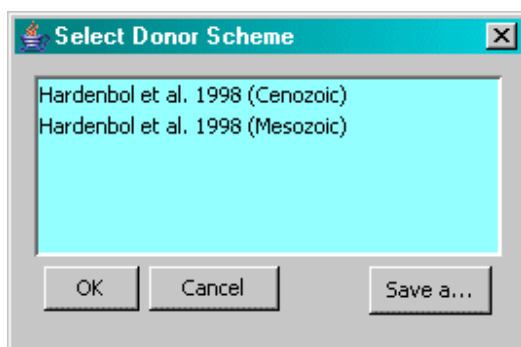 Select Donor Scheme
Hardenbol et al. 1998 (Cenozoic)
Hardenbol et al. 1998 (Mesozoic)
OK Cancel Save a...